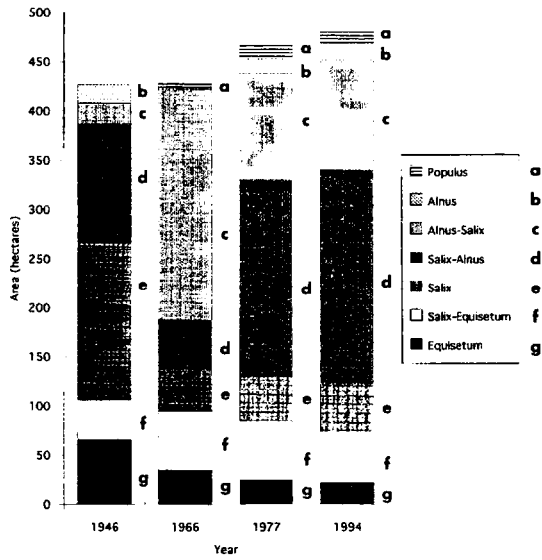 500
450
400
350
300
250
200
150
100
50
0
Area (hectares)
b
c
d
e
f
g
a
c
d
e
f
g
a
b
c
d
e
f
g
a
b
c
d
e
f
g
1946
1966
1977
1994
Year
Populus a
Alnus b
Alnus-Salix c
Salix-Alnus d
Salix e
Salix-Equisetum f
Equisetum g